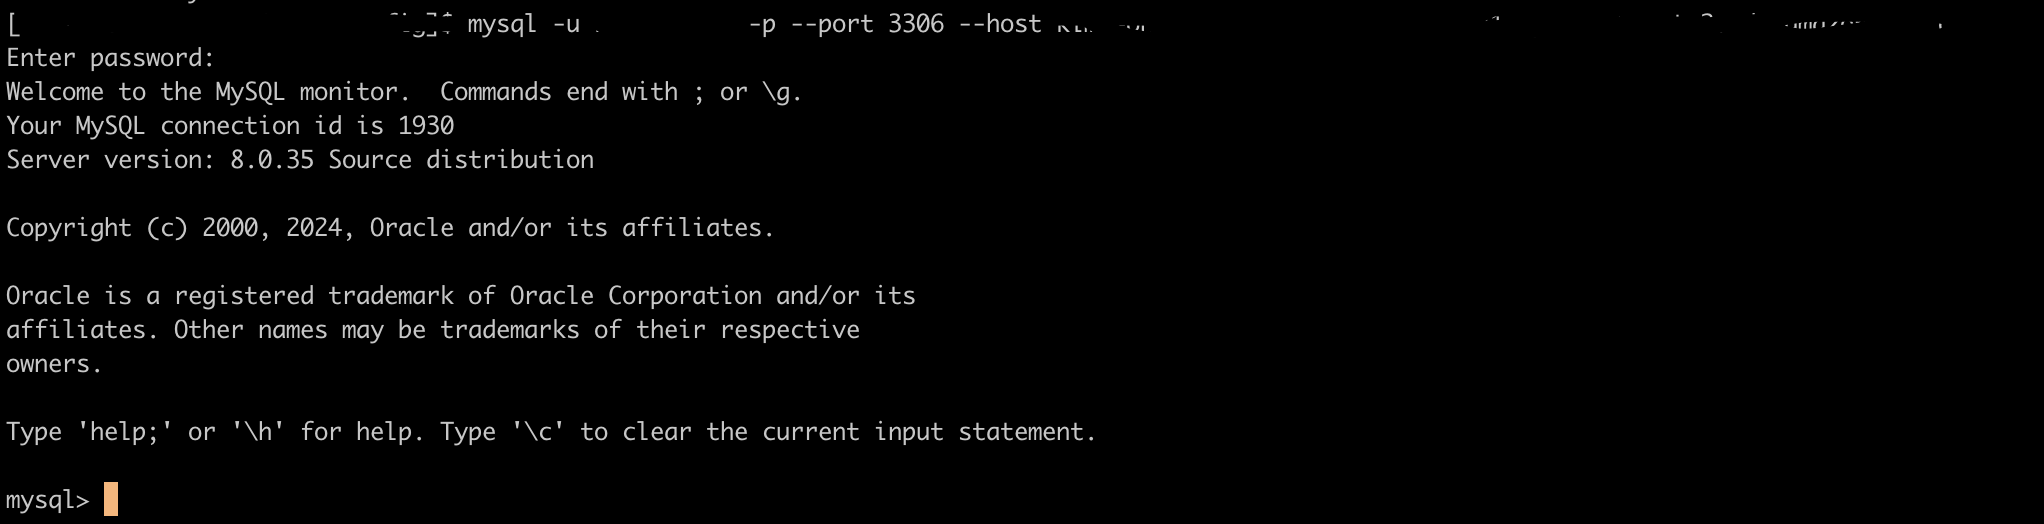 [ ]$ mysql -u -p --port 3306 --host
Enter password:
Welcome to the MySQL monitor.  Commands end with ; or \g.
Your MySQL connection id is 1930
Server version: 8.0.35 Source distribution
Copyright (c) 2000, 2024, Oracle and/or its affiliates.
Oracle is a registered trademark of Oracle Corporation and/or its
affiliates. Other names may be trademarks of their respective
owners.
Type 'help;' or '\h' for help. Type '\c' to clear the current input statement.
mysql>